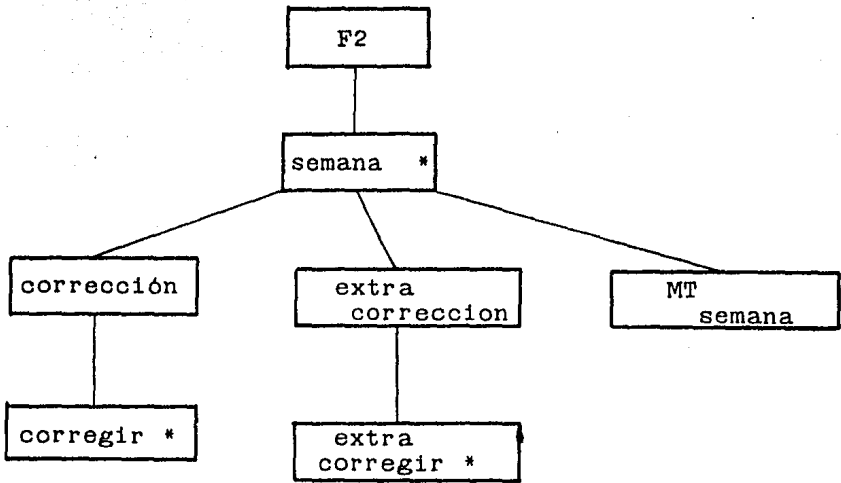 F2
semana *
corrección
extra
correccion
MT
semana
corregir *
extra
corregir *